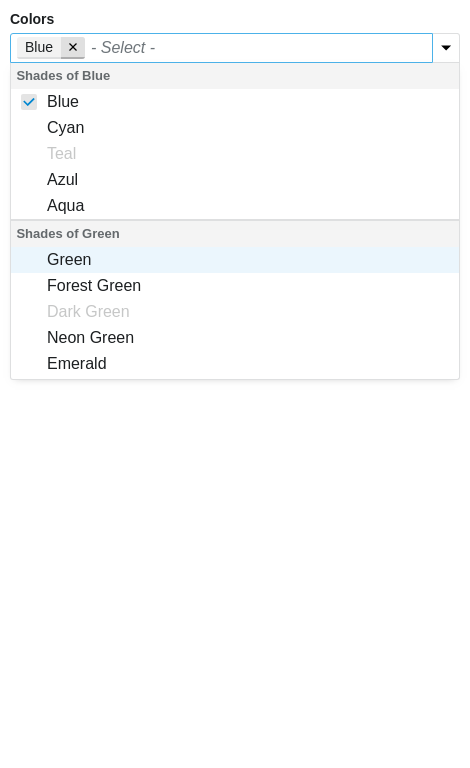 Colors
Blue ✕ - Select -
Shades of Blue
Blue
Cyan
Teal
Azul
Aqua
Shades of Green
Green
Forest Green
Dark Green
Neon Green
Emerald